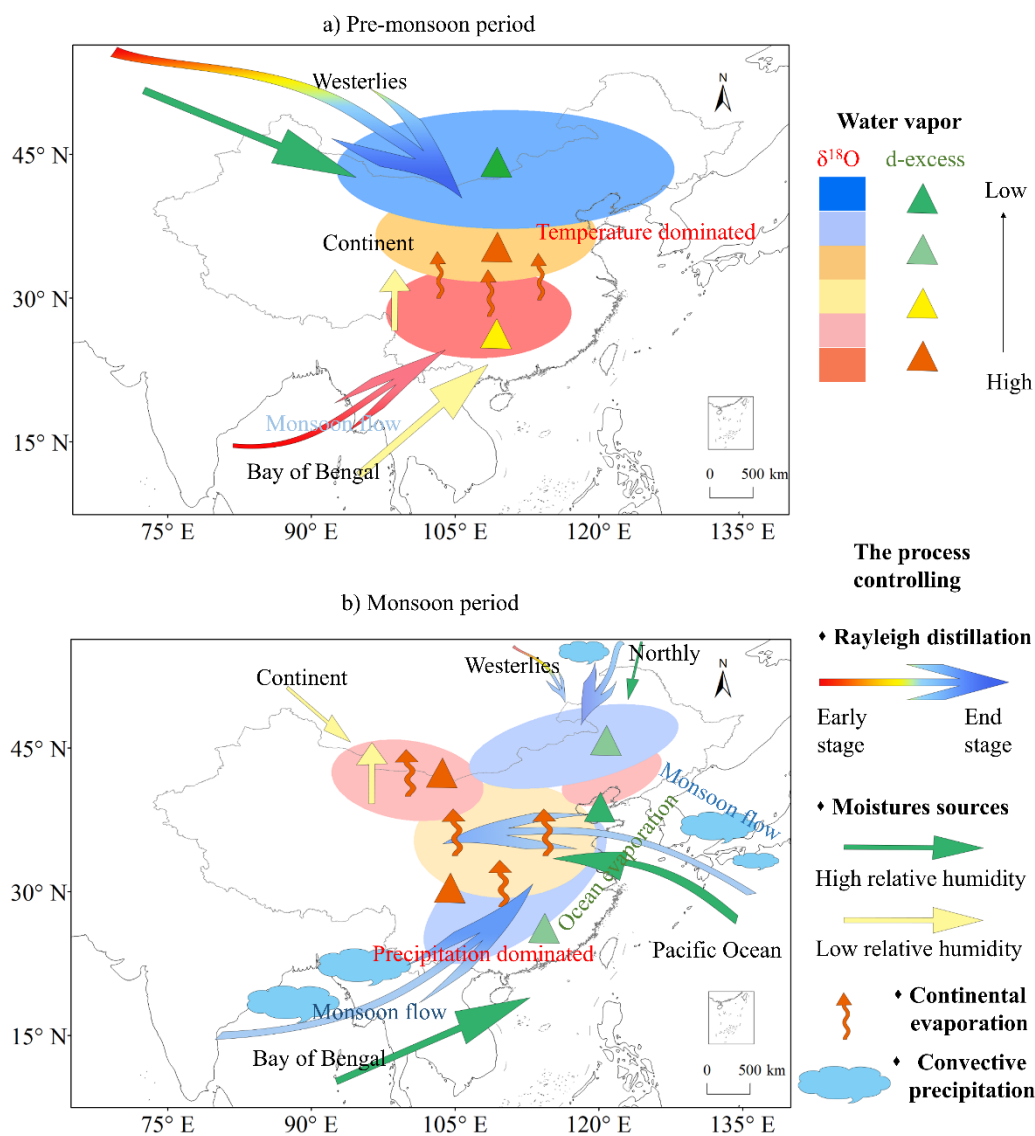 a) Pre-monsoon period
Westerlies
N
45° N
Continent
Temperature dominated
30° N
Monsoon flow
15° N
Bay of Bengal
0 500 km
75° E 90° E 105° E 120° E 135° E
Water vapor
δ¹⁸O d-excess
Low
High
b) Monsoon period
Continent
Westerlies
Northly
N
45° N
Monsoon flow
Ocean evaporation
30° N
Pacific Ocean
Precipitation dominated
Monsoon flow
15° N
Bay of Bengal
0 500 km
75° E 90° E 105° E 120° E 135° E
The process
controlling
♦ Rayleigh distillation
Early
stage
End
stage
♦ Moistures sources
High relative humidity
Low relative humidity
♦ Continental
evaporation
♦ Convective
precipitation